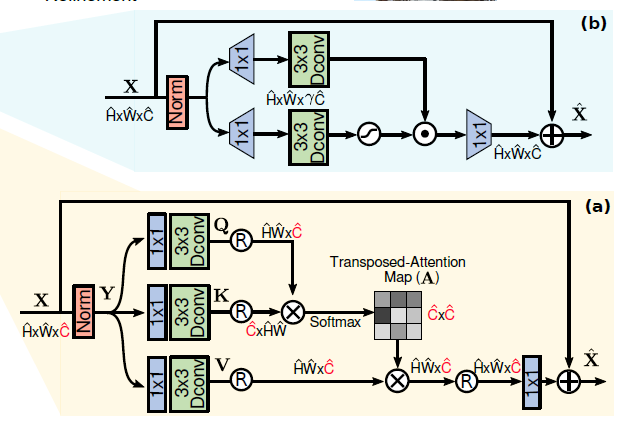 (b)
X
ĤxŴxĈ
Norm
1x1
3x3
Dconv
ĤxŴxγĈ
1x1
3x3
Dconv
1x1
ĤxŴxĈ
X̂
(a)
X
ĤxŴxĈ
Norm
Y
1x1
3x3
Dconv
Q
R
ĤŴxĈ
1x1
3x3
Dconv
K
R
ĈxĤŴ
Softmax
Transposed-Attention
Map (A)
ĈxĈ
1x1
3x3
Dconv
V
R
ĤŴxĈ
ĤŴxĈ
R
ĤxŴxĈ
1x1
X̂